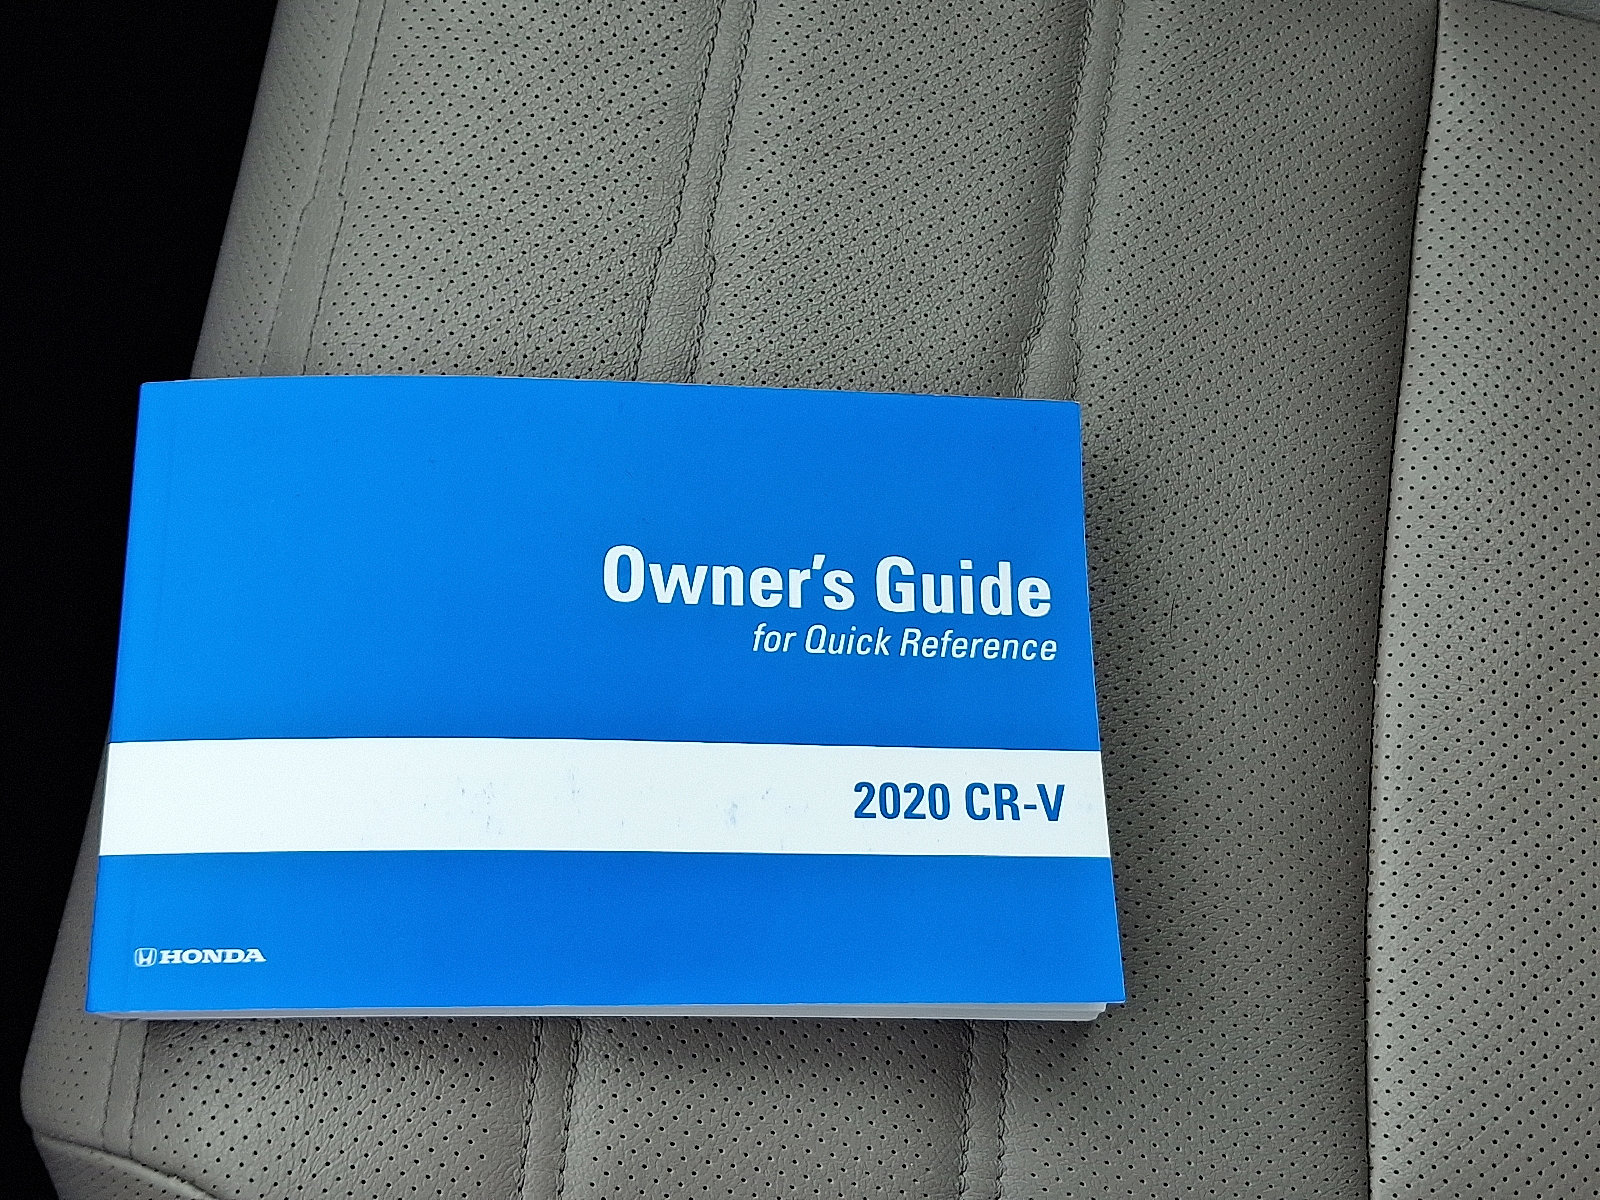 Owner's Guide
for Quick Reference
2020 CR-V
HONDA